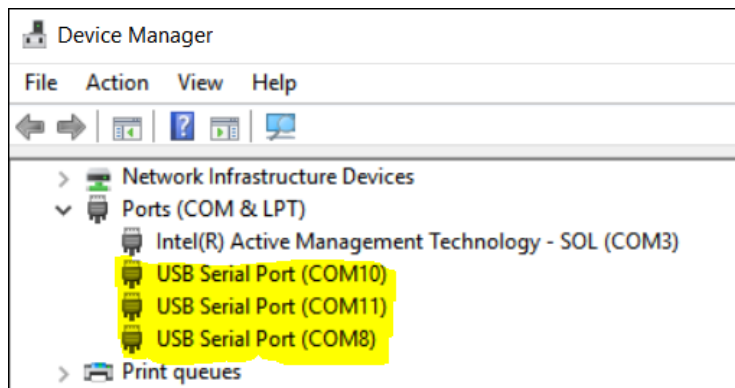 Device Manager
File Action View Help
Network Infrastructure Devices
Ports (COM & LPT)
Intel(R) Active Management Technology - SOL (COM3)
USB Serial Port (COM10)
USB Serial Port (COM11)
USB Serial Port (COM8)
Print queues